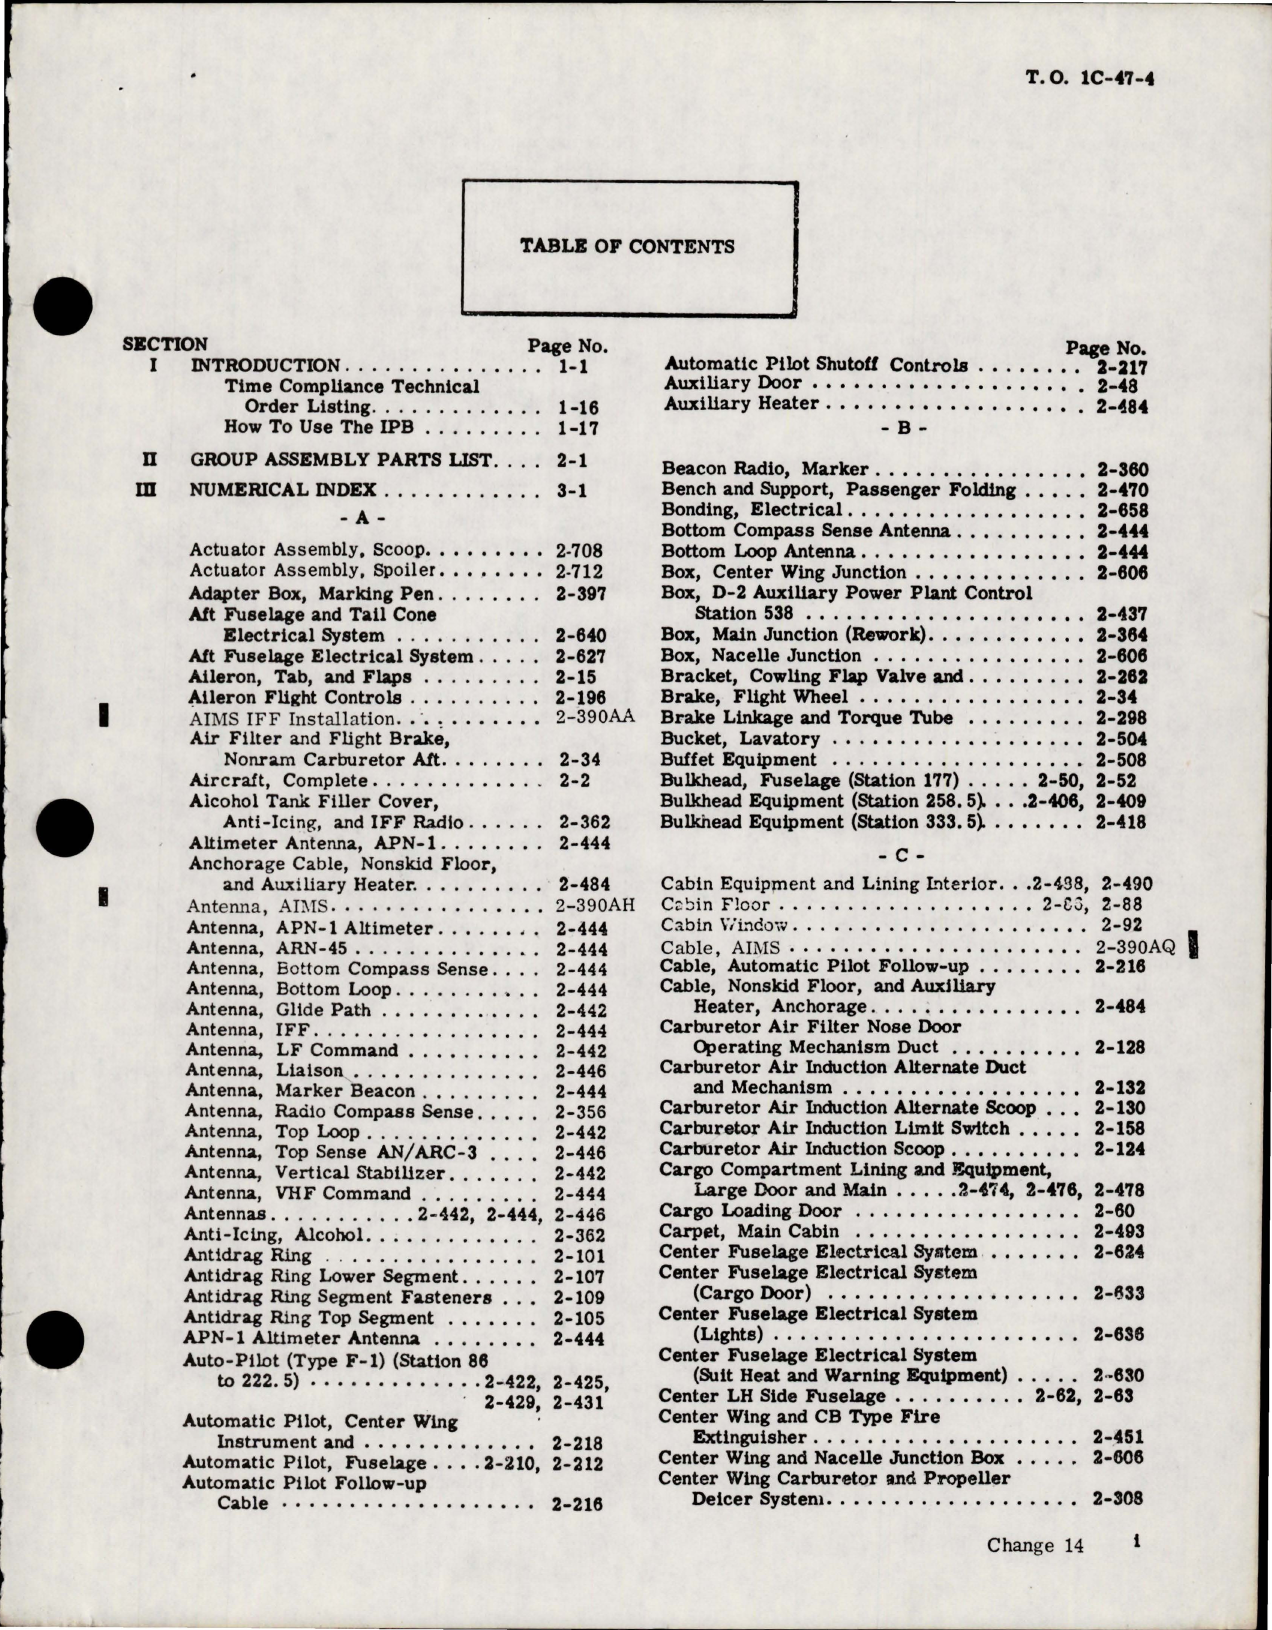 T.O. 1C-47-4
TABLE OF CONTENTS
SECTION Page No.
I INTRODUCTION . . . . . . . . . . . . . . . 1-1
Time Compliance Technical
Order Listing. . . . . . . . . . . . . 1-16
How To Use The IPB . . . . . . . . . 1-17
II GROUP ASSEMBLY PARTS LIST. . . . 2-1
III NUMERICAL INDEX . . . . . . . . . . . . 3-1
- A -
Actuator Assembly, Scoop. . . . . . . . . 2-708
Actuator Assembly, Spoiler. . . . . . . . 2-712
Adapter Box, Marking Pen. . . . . . . . 2-397
Aft Fuselage and Tail Cone
Electrical System . . . . . . . . . . . 2-640
Aft Fuselage Electrical System . . . . . 2-627
Aileron, Tab, and Flaps . . . . . . . . . 2-15
Aileron Flight Controls . . . . . . . . . . 2-196
AIMS IFF Installation. . . . . . . . . . . 2-390AA
Air Filter and Flight Brake,
Nonram Carburetor Aft. . . . . . . . 2-34
Aircraft, Complete. . . . . . . . . . . . . 2-2
Alcohol Tank Filler Cover,
Anti-Icing, and IFF Radio . . . . . . 2-362
Altimeter Antenna, APN-1 . . . . . . . . 2-444
Anchorage Cable, Nonskid Floor,
and Auxiliary Heater. . . . . . . . . . 2-484
Antenna, AIMS. . . . . . . . . . . . . . . . 2-390AH
Antenna, APN-1 Altimeter . . . . . . . . 2-444
Antenna, ARN-45 . . . . . . . . . . . . . . 2-444
Antenna, Bottom Compass Sense. . . . 2-444
Antenna, Bottom Loop. . . . . . . . . . . 2-444
Antenna, Glide Path . . . . . . . . . . . . 2-442
Antenna, IFF. . . . . . . . . . . . . . . . . 2-444
Antenna, LF Command . . . . . . . . . . 2-442
Antenna, Liaison . . . . . . . . . . . . . . 2-446
Antenna, Marker Beacon . . . . . . . . . 2-444
Antenna, Radio Compass Sense. . . . . 2-356
Antenna, Top Loop . . . . . . . . . . . . . 2-442
Antenna, Top Sense AN/ARC-3 . . . . 2-446
Antenna, Vertical Stabilizer. . . . . . . 2-442
Antenna, VHF Command . . . . . . . . . 2-444
Antennas . . . . . . . . . . . 2-442, 2-444, 2-446
Anti-Icing, Alcohol. . . . . . . . . . . . . 2-362
Antidrag Ring . . . . . . . . . . . . . . . . 2-101
Antidrag Ring Lower Segment. . . . . . 2-107
Antidrag Ring Segment Fasteners . . . 2-109
Antidrag Ring Top Segment . . . . . . . 2-105
APN-1 Altimeter Antenna . . . . . . . . 2-444
Auto-Pilot (Type F-1) (Station 86
to 222.5) . . . . . . . . . . . . . 2-422, 2-425,
2-429, 2-431
Automatic Pilot, Center Wing
Instrument and . . . . . . . . . . . . . 2-218
Automatic Pilot, Fuselage . . . . 2-210, 2-212
Automatic Pilot Follow-up
Cable . . . . . . . . . . . . . . . . . . . 2-216
Page No.
Automatic Pilot Shutoff Controls . . . . . . . . 2-217
Auxiliary Door . . . . . . . . . . . . . . . . . . . . 2-48
Auxiliary Heater . . . . . . . . . . . . . . . . . . . 2-484
- B -
Beacon Radio, Marker . . . . . . . . . . . . . . . . 2-360
Bench and Support, Passenger Folding . . . . . 2-470
Bonding, Electrical . . . . . . . . . . . . . . . . . . 2-658
Bottom Compass Sense Antenna . . . . . . . . . . 2-444
Bottom Loop Antenna . . . . . . . . . . . . . . . . . 2-444
Box, Center Wing Junction . . . . . . . . . . . . . 2-606
Box, D-2 Auxiliary Power Plant Control
Station 538 . . . . . . . . . . . . . . . . . . . . . 2-437
Box, Main Junction (Rework). . . . . . . . . . . . 2-364
Box, Nacelle Junction . . . . . . . . . . . . . . . . 2-606
Bracket, Cowling Flap Valve and. . . . . . . . . 2-262
Brake, Flight Wheel . . . . . . . . . . . . . . . . . 2-34
Brake Linkage and Torque Tube . . . . . . . . . 2-298
Bucket, Lavatory . . . . . . . . . . . . . . . . . . . 2-504
Buffet Equipment . . . . . . . . . . . . . . . . . . . 2-508
Bulkhead, Fuselage (Station 177) . . . . . 2-50, 2-52
Bulkhead Equipment (Station 258.5). . . .2-406, 2-409
Bulkhead Equipment (Station 333.5). . . . . . . . 2-418
- C -
Cabin Equipment and Lining Interior. . .2-488, 2-490
Cabin Floor . . . . . . . . . . . . . . . . . . . 2-88
Cabin Window. . . . . . . . . . . . . . . . . . . . . . 2-92
Cable, AIMS . . . . . . . . . . . . . . . . . . . . . . 2-390AQ
Cable, Automatic Pilot Follow-up . . . . . . . . 2-216
Cable, Nonskid Floor, and Auxiliary
Heater, Anchorage. . . . . . . . . . . . . . . . 2-484
Carburetor Air Filter Nose Door
Operating Mechanism Duct . . . . . . . . . . 2-128
Carburetor Air Induction Alternate Duct
and Mechanism . . . . . . . . . . . . . . . . . . 2-132
Carburetor Air Induction Alternate Scoop . . . 2-130
Carburetor Air Induction Limit Switch . . . . . 2-158
Carburetor Air Induction Scoop . . . . . . . . . . 2-124
Cargo Compartment Lining and Equipment,
Large Door and Main . . . . .2-474, 2-476, 2-478
Cargo Loading Door . . . . . . . . . . . . . . . . . 2-60
Carpet, Main Cabin . . . . . . . . . . . . . . . . . 2-493
Center Fuselage Electrical System . . . . . . . 2-624
Center Fuselage Electrical System
(Cargo Door) . . . . . . . . . . . . . . . . . . . 2-633
Center Fuselage Electrical System
(Lights) . . . . . . . . . . . . . . . . . . . . . . . 2-636
Center Fuselage Electrical System
(Suit Heat and Warning Equipment) . . . . . 2-630
Center LH Side Fuselage . . . . . . . . . . 2-62, 2-63
Center Wing and CB Type Fire
Extinguisher . . . . . . . . . . . . . . . . . . . . 2-451
Center Wing and Nacelle Junction Box . . . . . 2-606
Center Wing Carburetor and Propeller
Deicer System. . . . . . . . . . . . . . . . . . . 2-308
Change 14 i